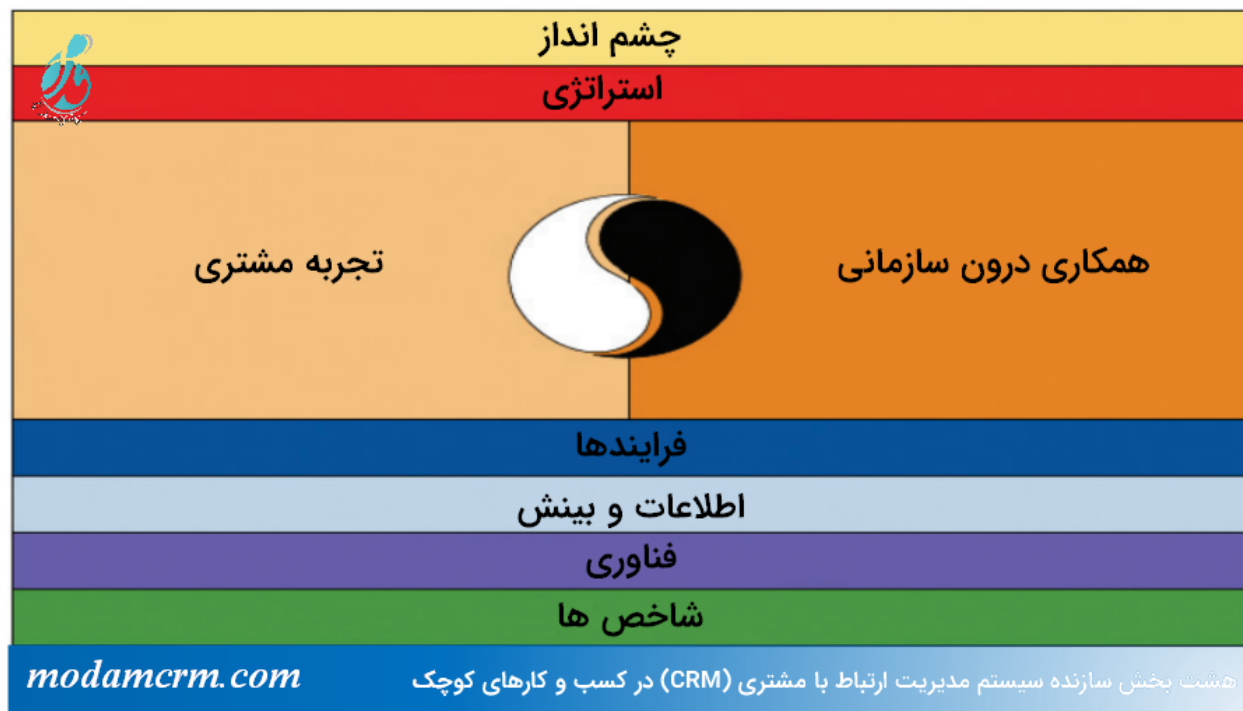 چشم انداز
استراتژی
همکاری درون سازمانی
تجربه مشتری
فرایندها
اطلاعات و بینش
فناوری
شاخص ها
هشت بخش سازنده سیستم مدیریت ارتباط با مشتری (CRM) در کسب و کارهای کوچک
modamcrm.com